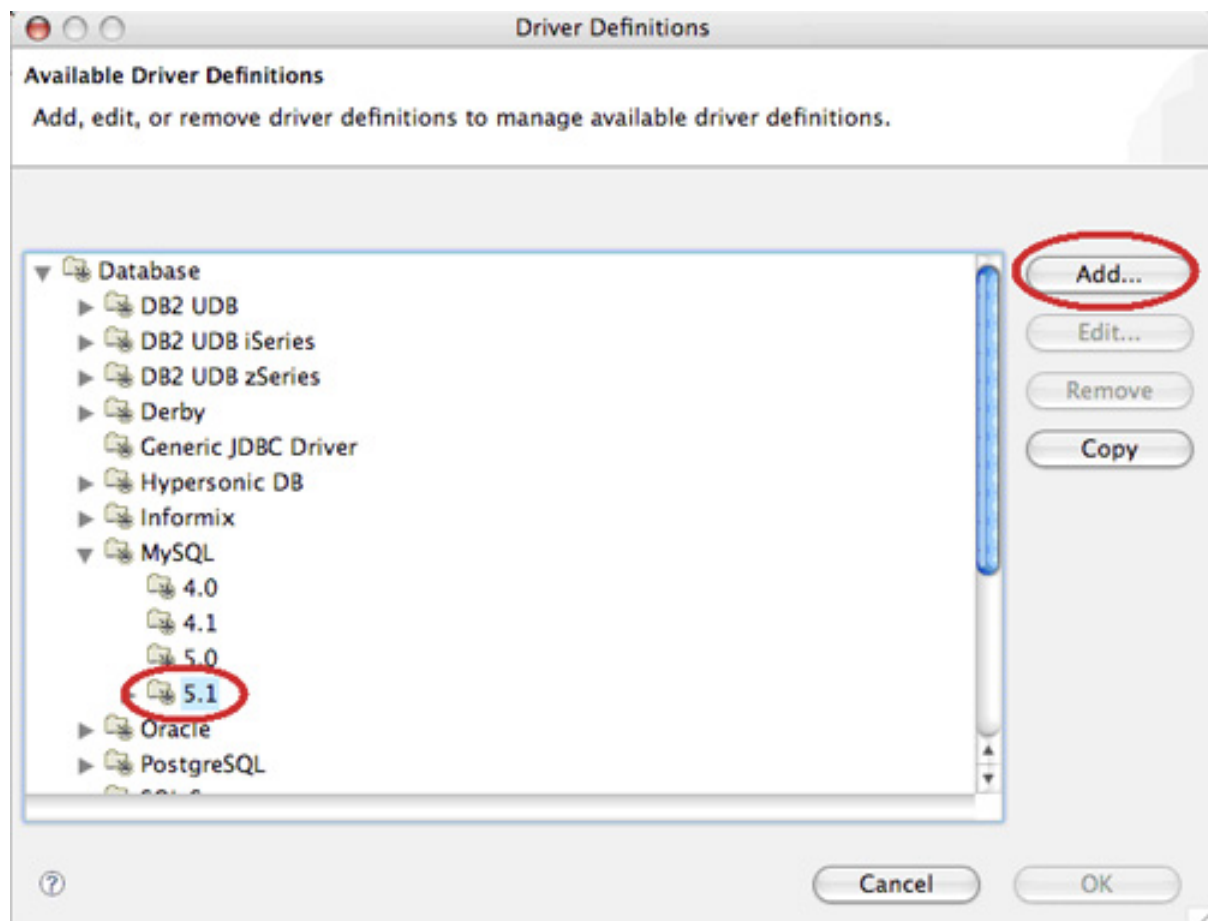 Driver Definitions
Available Driver Definitions
Add, edit, or remove driver definitions to manage available driver definitions.
Database
DB2 UDB
DB2 UDB iSeries
DB2 UDB zSeries
Derby
Generic JDBC Driver
Hypersonic DB
Informix
MySQL
4.0
4.1
5.0
5.1
Oracle
PostgreSQL
Add...
Edit...
Remove
Copy
?
Cancel
OK